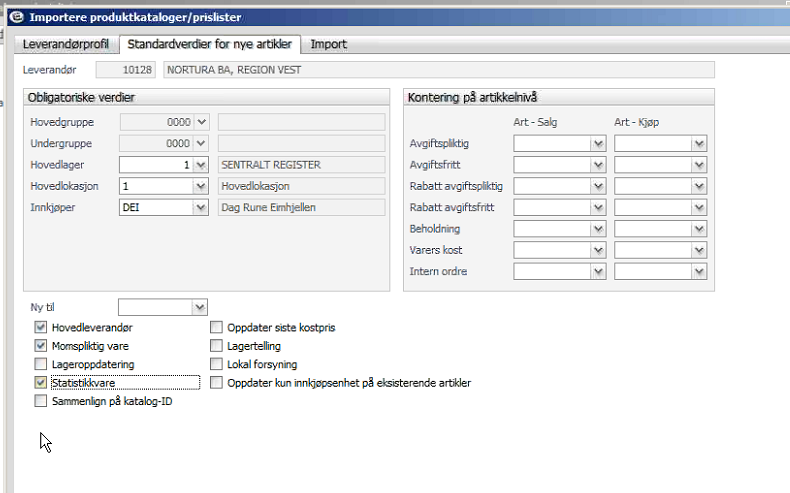 Importere produktkataloger/prislister
Leverandørprofil Standardverdier for nye artikler Import
Leverandør 10128 NORTURA BA, REGION VEST
Obligatoriske verdier
Hovedgruppe 0000
Undergruppe 0000
Hovedlager 1 SENTRALT REGISTER
Hovedlokasjon 1 Hovedlokasjon
Innkjøper DEI Dag Rune Eimhjellen
Kontering på artikkelnivå
Art - Salg Art - Kjøp
Avgiftspliktig
Avgiftsfritt
Rabatt avgiftspliktig
Rabatt avgiftsfritt
Beholdning
Varers kost
Intern ordre
Ny til
Hovedleverandør Oppdater siste kostpris
Momspliktig vare Lagertelling
Lageroppdatering Lokal forsyning
Statistikkvare Oppdater kun innkjøpsenhet på eksisterende artikler
Sammenlign på katalog-ID